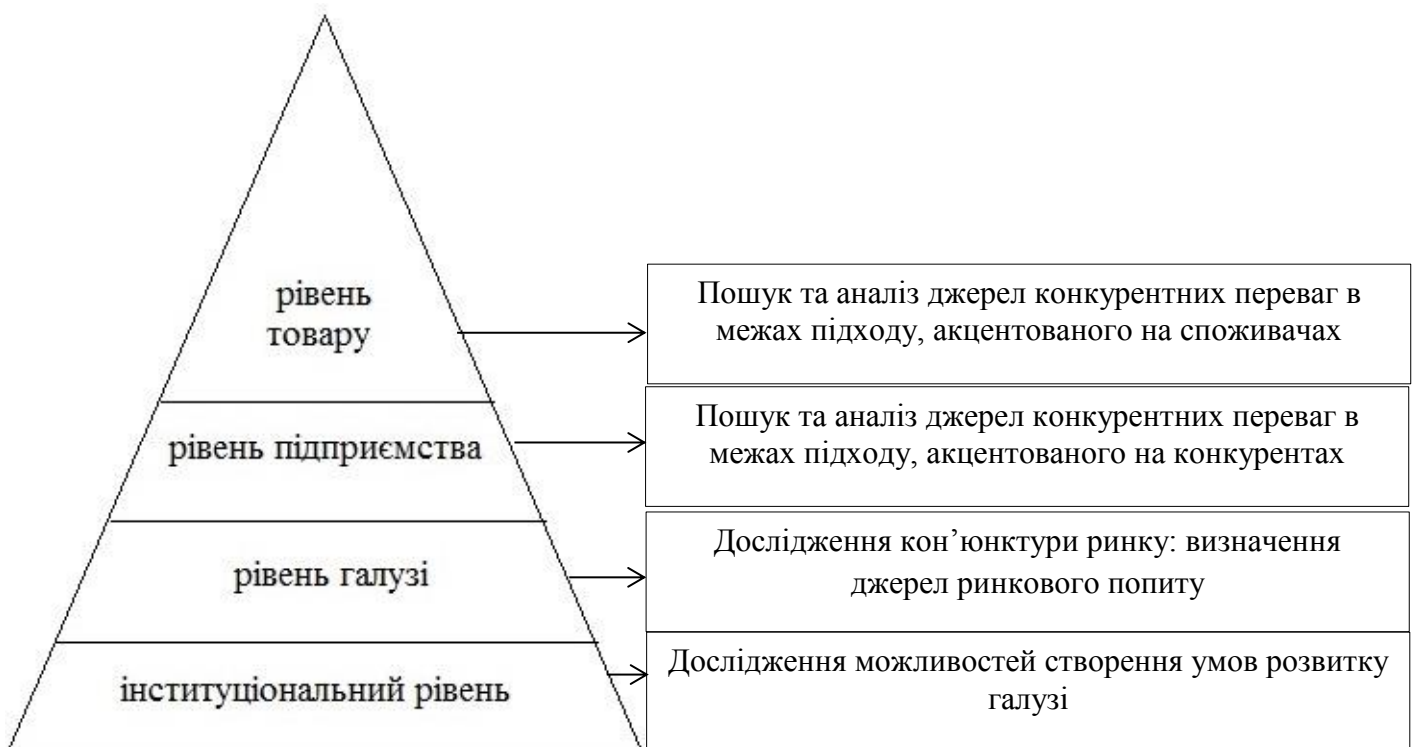 рівень
товару
Пошук та аналіз джерел конкурентних переваг в
межах підходу, акцентованого на споживачах
рівень підприємства
Пошук та аналіз джерел конкурентних переваг в
межах підходу, акцентованого на конкурентах
рівень галузі
Дослідження кон’юнктури ринку: визначення
джерел ринкового попиту
інституціональний рівень
Дослідження можливостей створення умов розвитку
галузі